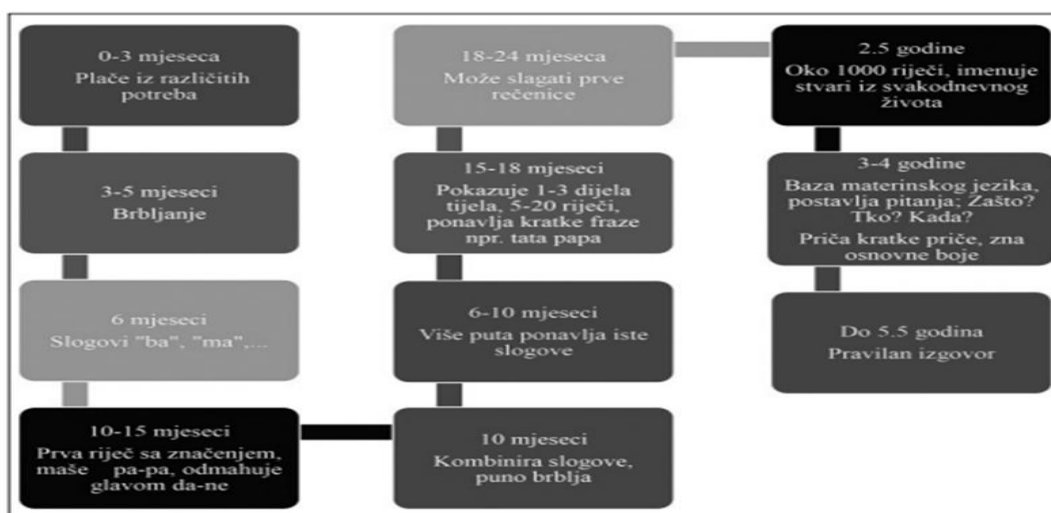 0-3 mjeseca
Plače iz različitih
potreba
3-5 mjeseci
Brbljanje
6 mjeseci
Slogovi "ba", "ma",...
10-15 mjeseci
Prva riječ sa značenjem,
maše pa-pa, odmahuje
glavom da-ne
10 mjeseci
Kombinira slogove,
puno brblja
6-10 mjeseci
Više puta ponavlja iste
slogove
15-18 mjeseci
Pokazuje 1-3 dijela
tijela, 5-20 riječi,
ponavlja kratke fraze
npr. tata papa
18-24 mjeseca
Može slagati prve
rečenice
2.5 godine
Oko 1000 riječi, imenuje
stvari iz svakodnevnog
života
3-4 godine
Baza materinskog jezika,
postavlja pitanja; Zašto?
Tko? Kada?
Priča kratke priče, zna
osnovne boje
Do 5.5 godina
Pravilan izgovor